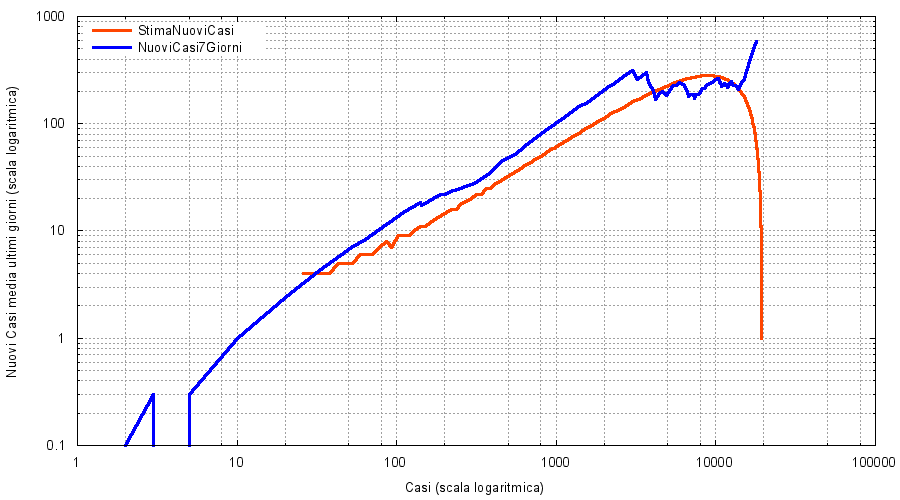 1000
StimaNuoviCasi
NuoviCasi7Giorni
100
10
1
0.1
Nuovi Casi media ultimi giorni (scala logaritmica)
1 10 100 1000 10000 100000
Casi (scala logaritmica)